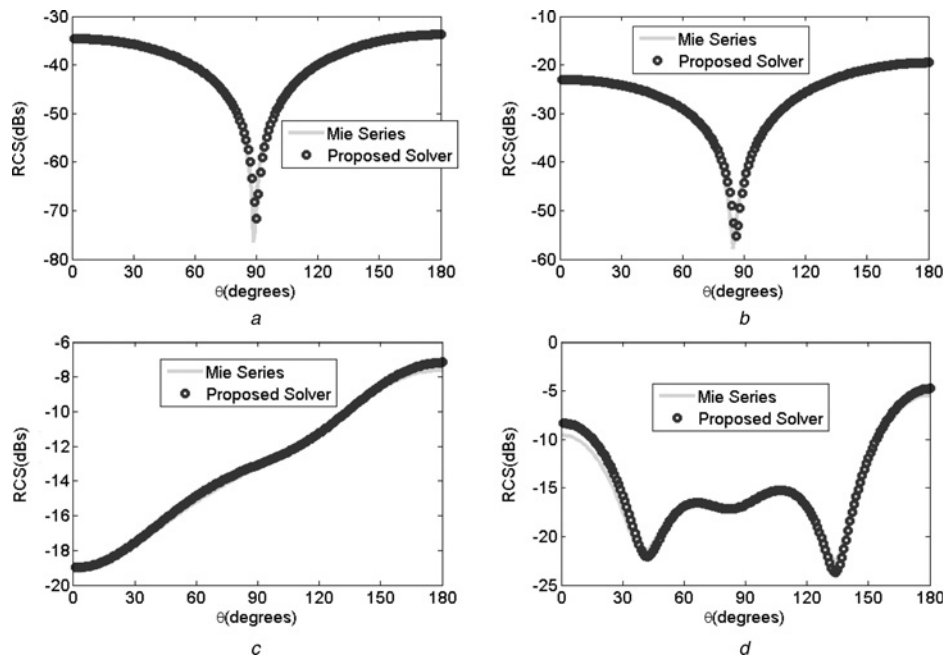 -30
-40
-50
-60
-70
-80
RCS(dBs)
Mie Series
Proposed Solver
0 30 60 90 120 150 180
θ(degrees)
a
-10
-20
-30
-40
-50
-60
RCS(dBs)
Mie Series
Proposed Solver
0 30 60 90 120 150 180
θ(degrees)
b
-6
-8
-10
-12
-14
-16
-18
-20
RCS(dBs)
Mie Series
Proposed Solver
0 30 60 90 120 150 180
θ(degrees)
c
0
-5
-10
-15
-20
-25
RCS(dBs)
Mie Series
Proposed Solver
0 30 60 90 120 150 180
θ(degrees)
d